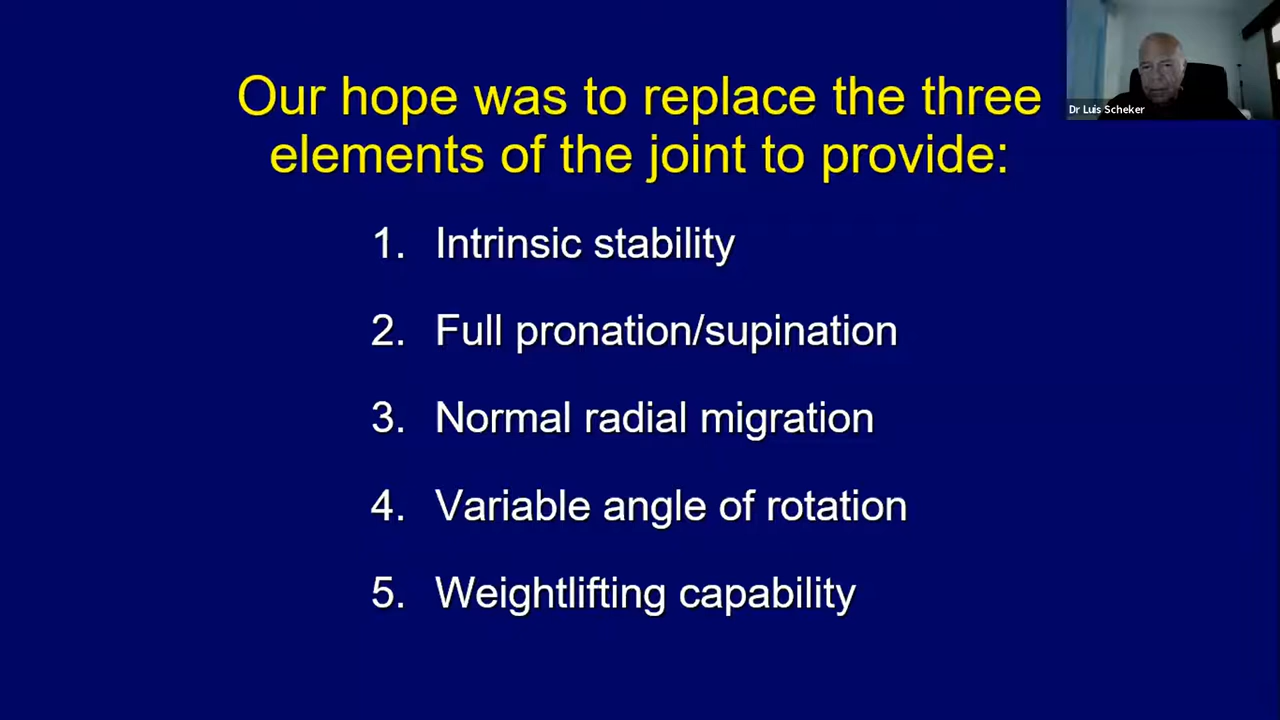 Our hope was to replace the three
elements of the joint to provide:
Dr Luis Scheker
1. Intrinsic stability
2. Full pronation/supination
3. Normal radial migration
4. Variable angle of rotation
5. Weightlifting capability